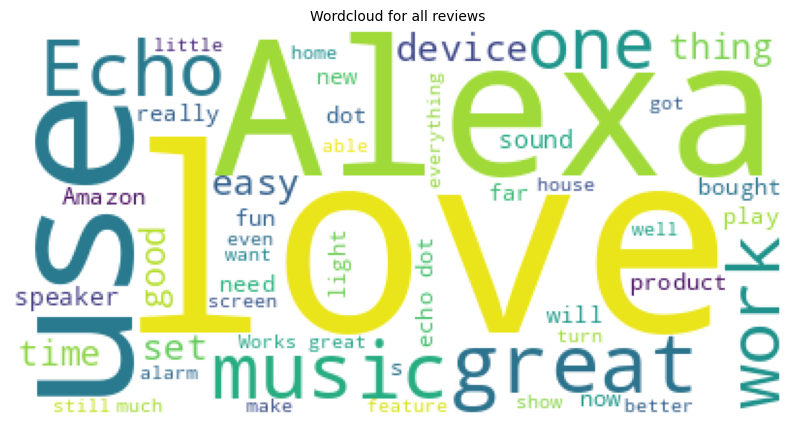 Wordcloud for all reviews
Echo
little
home
new
Alexa
device
one
thing
really
dot
able
everything
sound
got
use
Amazon
easy
far
house
bought
love
good
fun
even
want
light
echo dot
well
play
speaker
need
screen
product
work
time
set
Works great
will
turn
alarm
music
s
great
still
much
make
feature
show
now
better